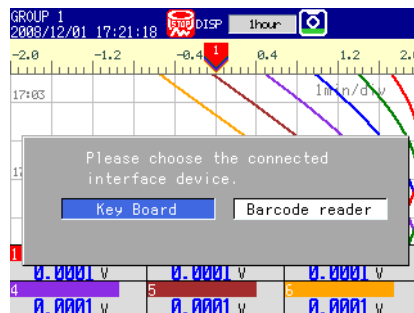 GROUP 1
2008/12/01 17:21:18 STOP DISP 1hour
-2.0 -1.2 -0.4 1 0.4 1.2 2.
17:03 1min/div
Please choose the connected
interface device.
Key Board Barcode reader
1
0.0001 V 0.0001 V 0.0001 V
4 5 6
0.0001 V 0.0001 V 0.0001 V